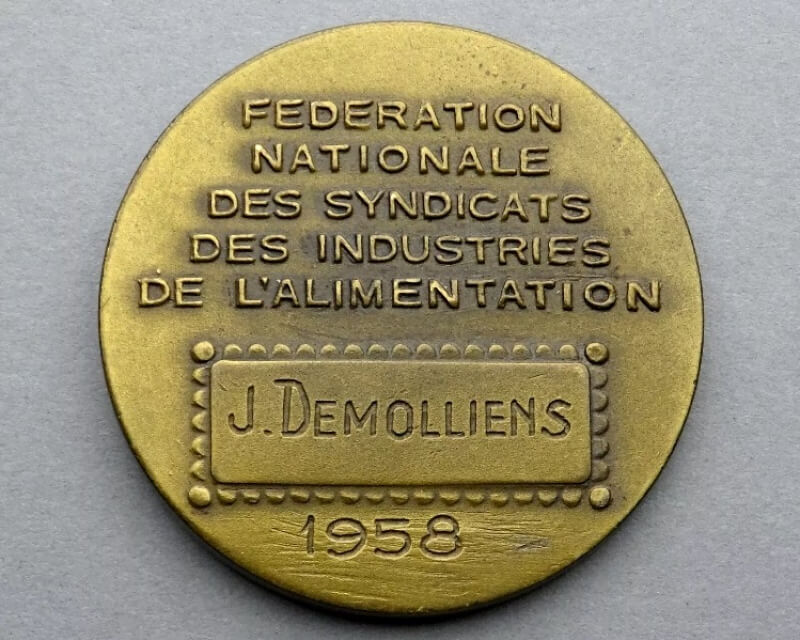 FEDERATION
NATIONALE
DES SYNDICATS
DES INDUSTRIES
DE L'ALIMENTATION
J. DEMOLLIENS
1958